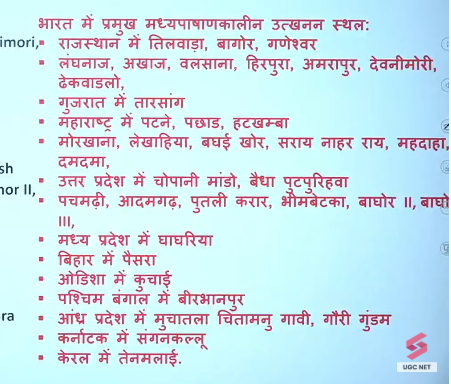 भारत में प्रमुख मध्यपाषाणकालीन उत्खनन स्थल:
imori,
▪ राजस्थान में तिलवाड़ा, बागोर, गणेश्वर
▪ लंघनाज, अखाज, वलसाना, हिरपुरा, अमरापुर, देवनीमोरी,
ढेकवाडलो,
▪ गुजरात में तारसांग
▪ महाराष्ट्र में पटने, पछाड, हटखम्बा
▪ मोरखाना, लेखाहिया, बघई खोर, सराय नाहर राय, महदाहा,
दमदमा,
sh
▪ उत्तर प्रदेश में चोपानी मांडो, बैधा पुटपुरिहवा
hor II,
▪ पचमढ़ी, आदमगढ़, पुतली करार, भीमबेटका, बाघोर II, बाघो
III,
▪ मध्य प्रदेश में घाघरिया
▪ बिहार में पैसरा
▪ ओडिशा में कुचाई
▪ पश्चिम बंगाल में बीरभानपुर
ra
▪ आंध प्रदेश में मुचातला चिंतामनु गावी, गौरी गुंडम
▪ कर्नाटक में संगनकल्लू
▪ केरल में तेनमलाई.
UGC NET